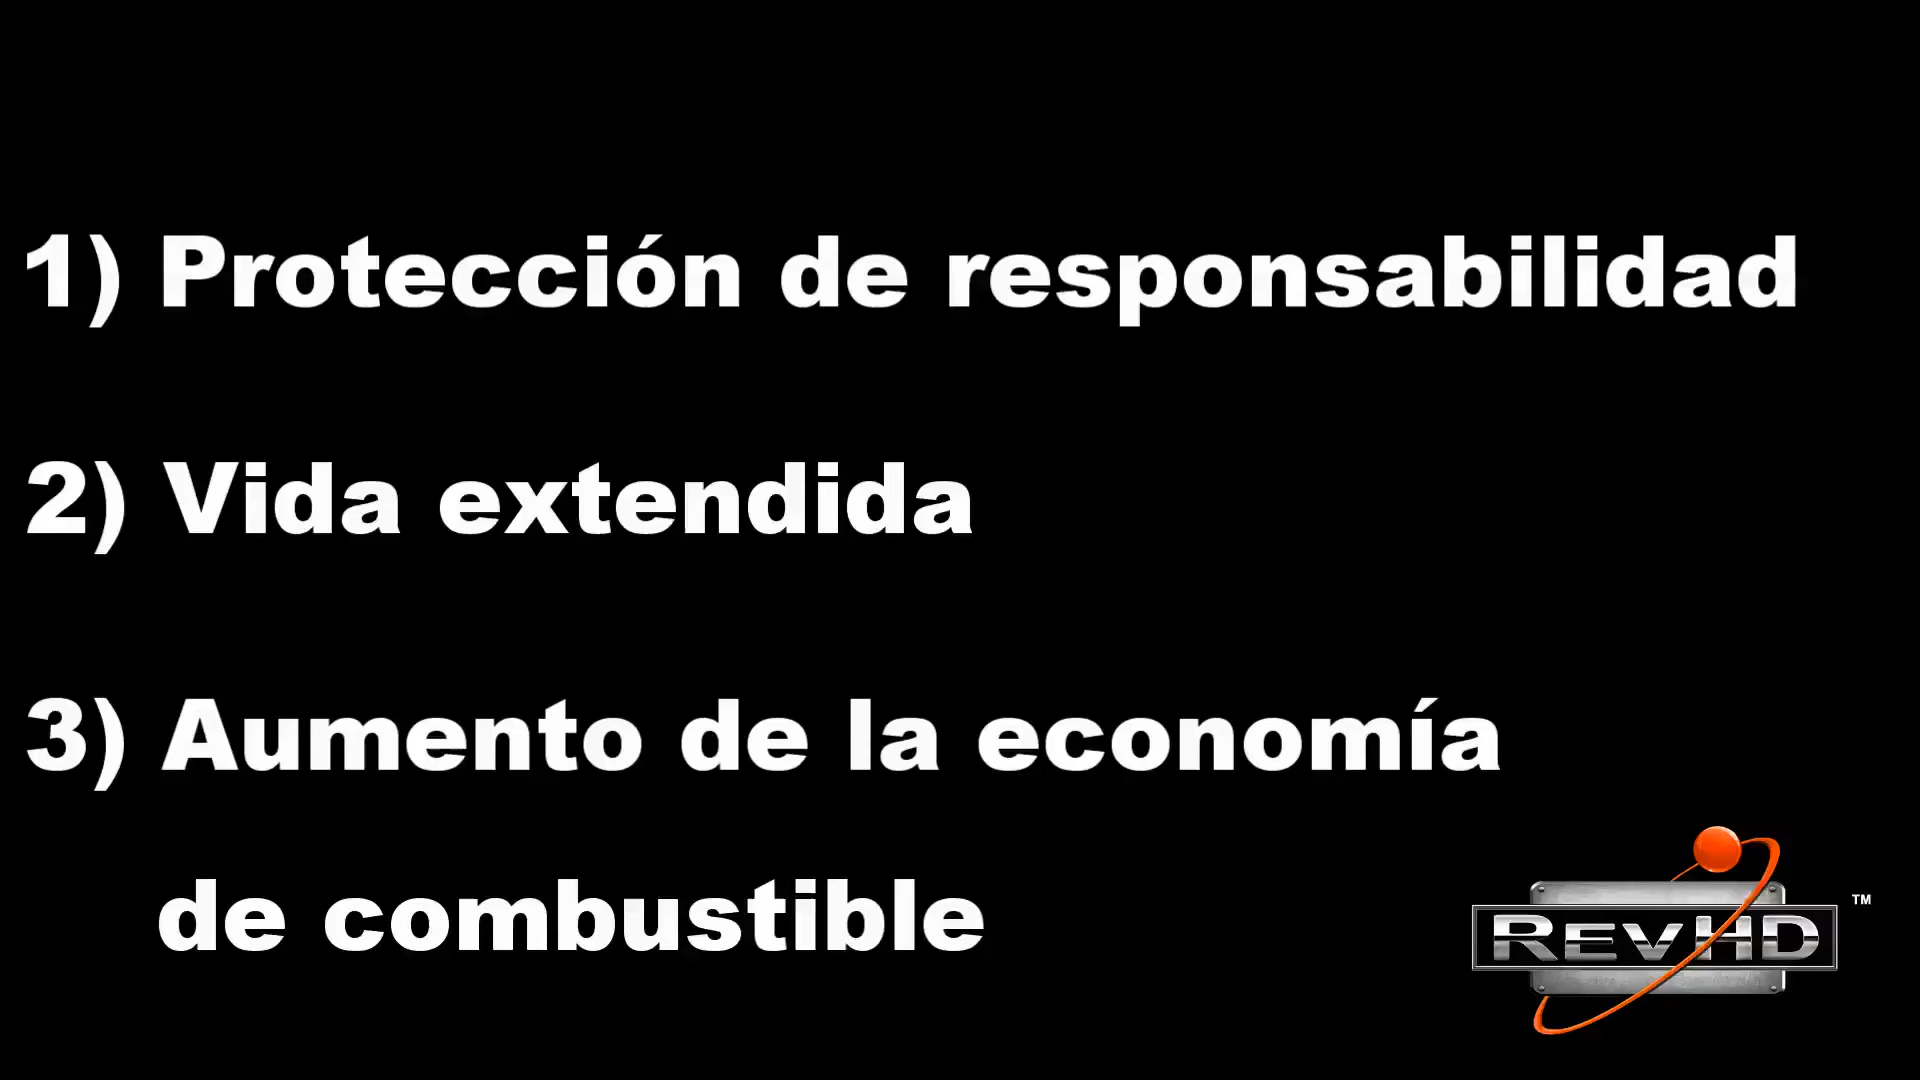 1) Protección de responsabilidad
2) Vida extendida
3) Aumento de la economía
de combustible
REVHD ™